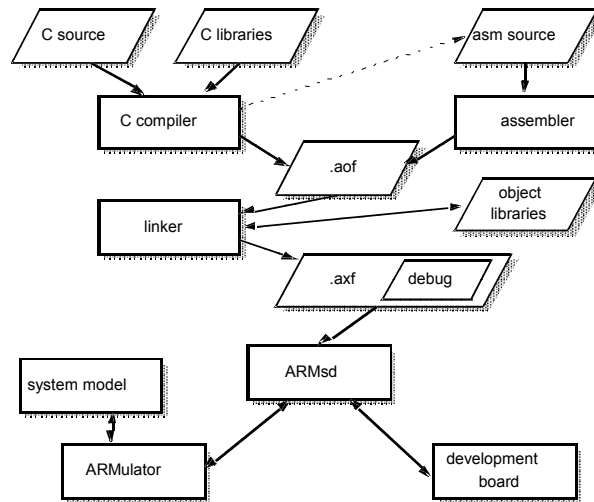 C source
C libraries
asm source
C compiler
assembler
.aof
object
libraries
linker
.axf
debug
ARMsd
system model
ARMulator
development
board